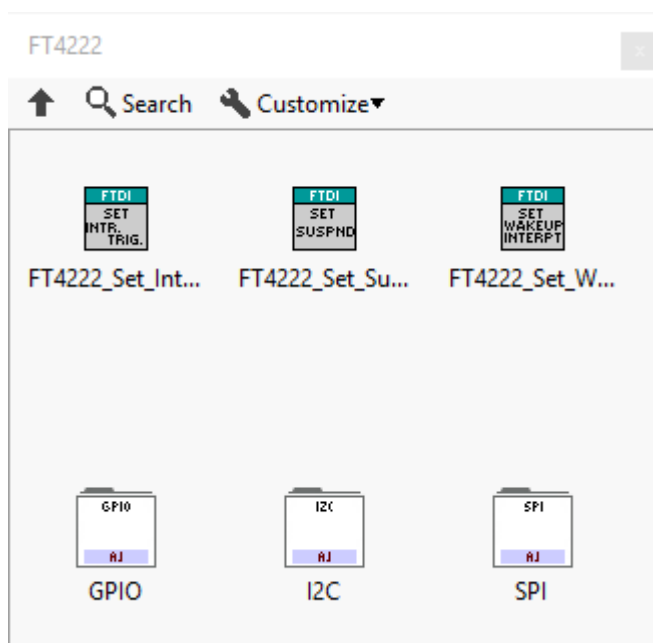 FT4222
x
Search
Customize
FTDI
SET
INTR.
TRIG.
FT4222_Set_Int...
FTDI
SET
SUSPND
FT4222_Set_Su...
FTDI
SET
WAKEUP
INTERPT
FT4222_Set_W...
GPIO
AJ
GPIO
I2C
AJ
I2C
SPI
AJ
SPI